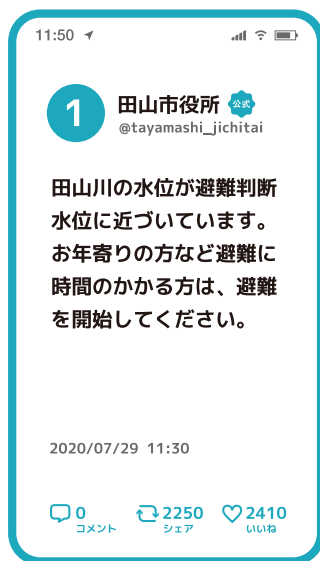 11:50
1
田山市役所 公式
@tayamashi_jichitai
田山川の水位が避難判断
水位に近づいています。
お年寄りの方など避難に
時間のかかる方は、避難
を開始してください。
2020/07/29 11:30
0 2250 2410
コメント シェア いいね